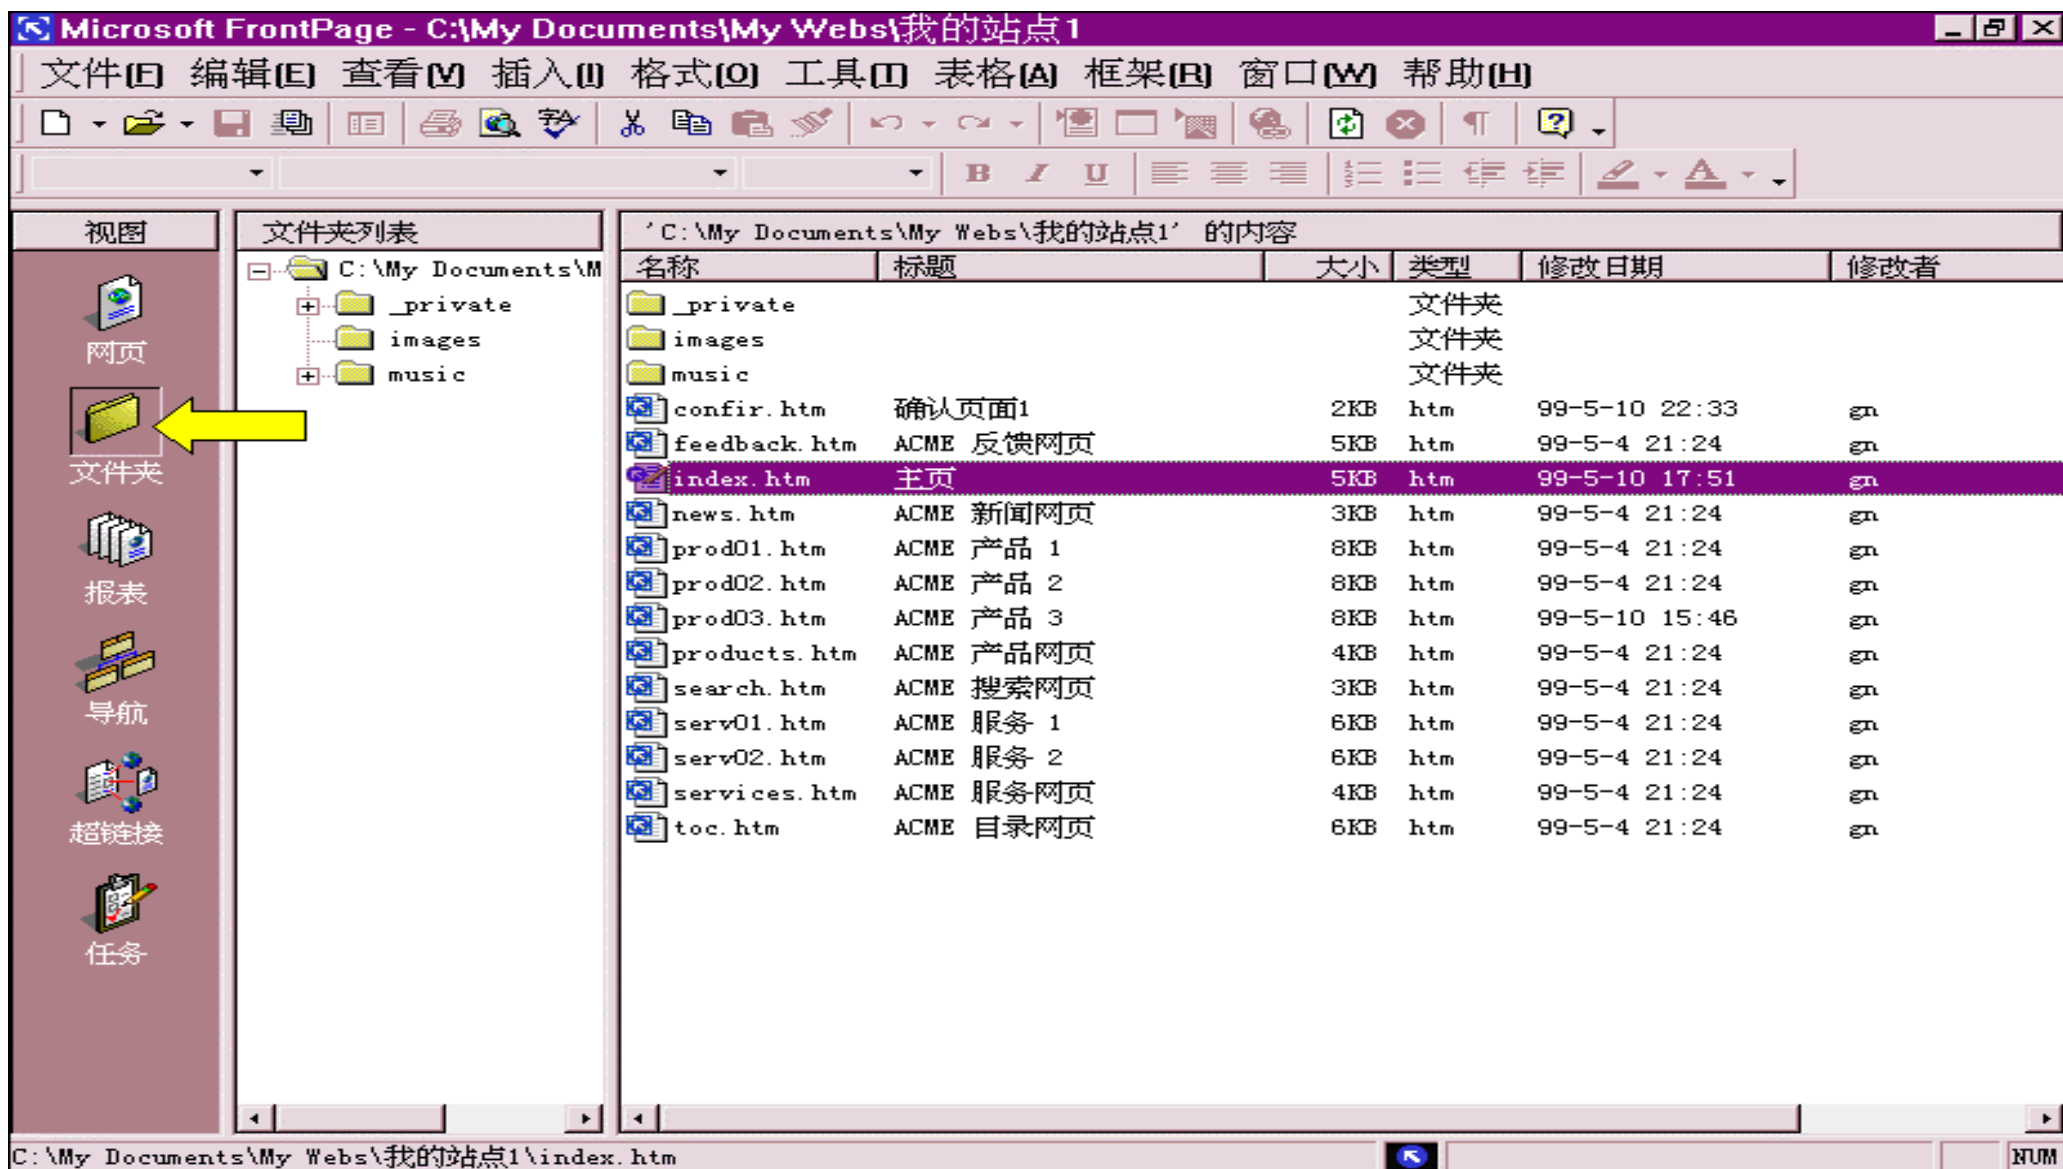 Microsoft FrontPage - C:\My Documents\My Webs\我的站点1
文件(F) 编辑(E) 查看(V) 插入(I) 格式(O) 工具(T) 表格(A) 框架(R) 窗口(W) 帮助(H)
B I U A
视图
网页
文件夹
报表
导航
超链接
任务
文件夹列表
C:\My Documents\M
_private
images
music
'C:\My Documents\My Webs\我的站点1' 的内容
名称 标题 大小 类型 修改日期 修改者
_private 文件夹
images 文件夹
music 文件夹
confir.htm 确认页面1 2KB htm 99-5-10 22:33 gn
feedback.htm ACME 反馈网页 5KB htm 99-5-4 21:24 gn
index.htm 主页 5KB htm 99-5-10 17:51 gn
news.htm ACME 新闻网页 3KB htm 99-5-4 21:24 gn
prod01.htm ACME 产品 1 8KB htm 99-5-4 21:24 gn
prod02.htm ACME 产品 2 8KB htm 99-5-4 21:24 gn
prod03.htm ACME 产品 3 8KB htm 99-5-10 15:46 gn
products.htm ACME 产品网页 4KB htm 99-5-4 21:24 gn
search.htm ACME 搜索网页 3KB htm 99-5-4 21:24 gn
serv01.htm ACME 服务 1 6KB htm 99-5-4 21:24 gn
serv02.htm ACME 服务 2 6KB htm 99-5-4 21:24 gn
services.htm ACME 服务网页 4KB htm 99-5-4 21:24 gn
toc.htm ACME 目录网页 6KB htm 99-5-4 21:24 gn
C:\My Documents\My Webs\我的站点1\index.htm NUM